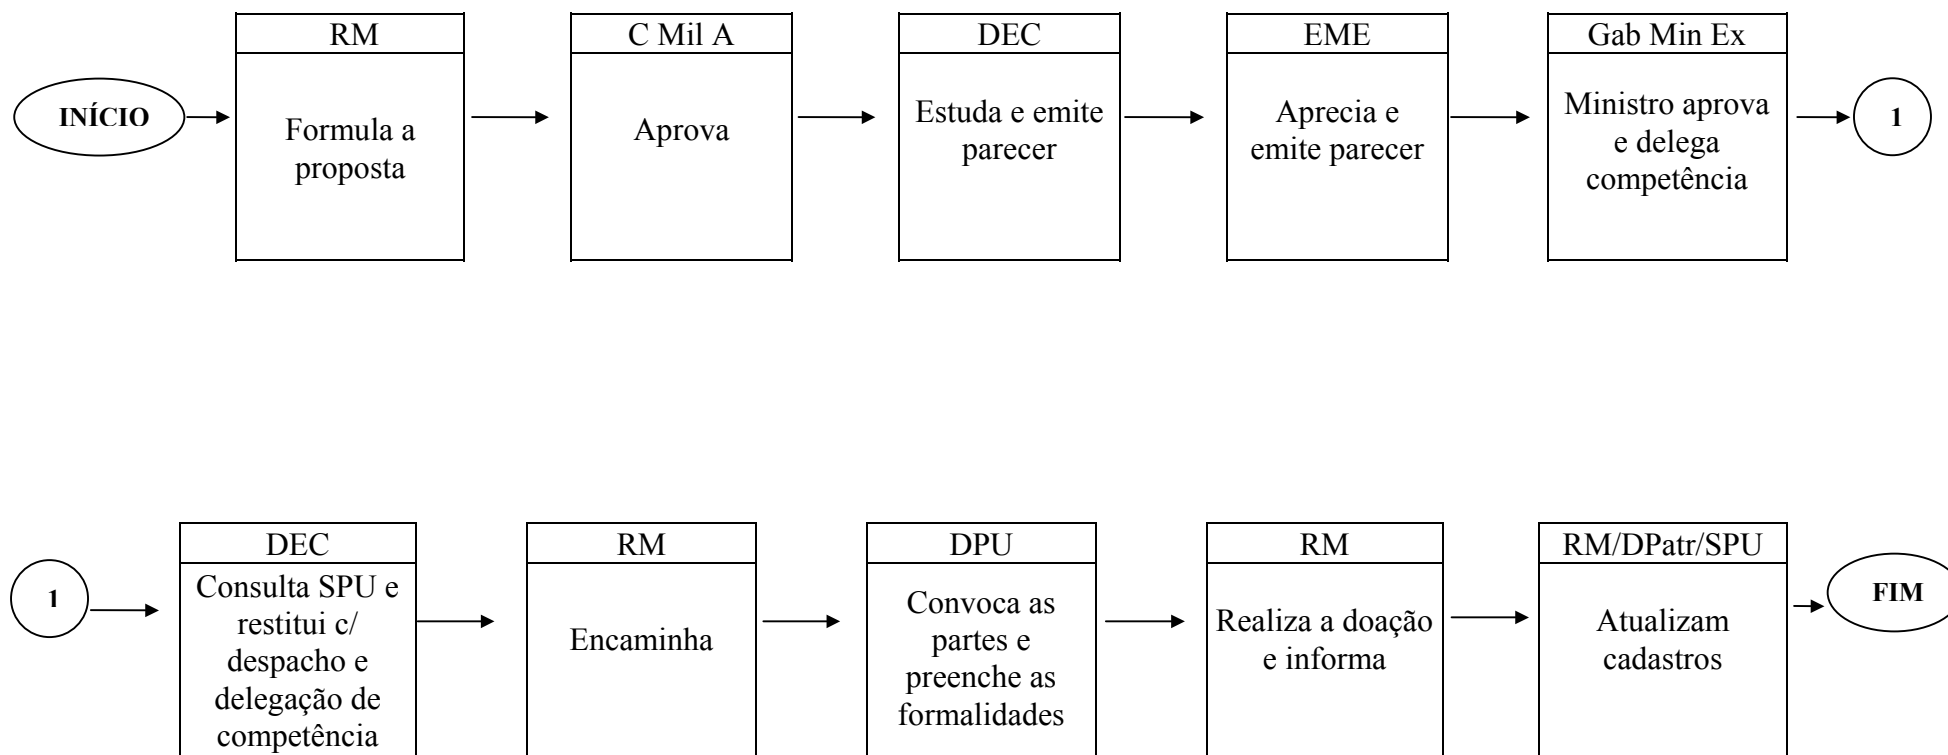 INÍCIO
RM
Formula a
proposta
C Mil A
Aprova
DEC
Estuda e emite
parecer
EME
Aprecia e
emite parecer
Gab Min Ex
Ministro aprova
e delega
competência
1
1
DEC
Consulta SPU e
restitui c/
despacho e
delegação de
competência
RM
Encaminha
DPU
Convoca as
partes e
preenche as
formalidades
RM
Realiza a doação
e informa
RM/DPatr/SPU
Atualizam
cadastros
FIM